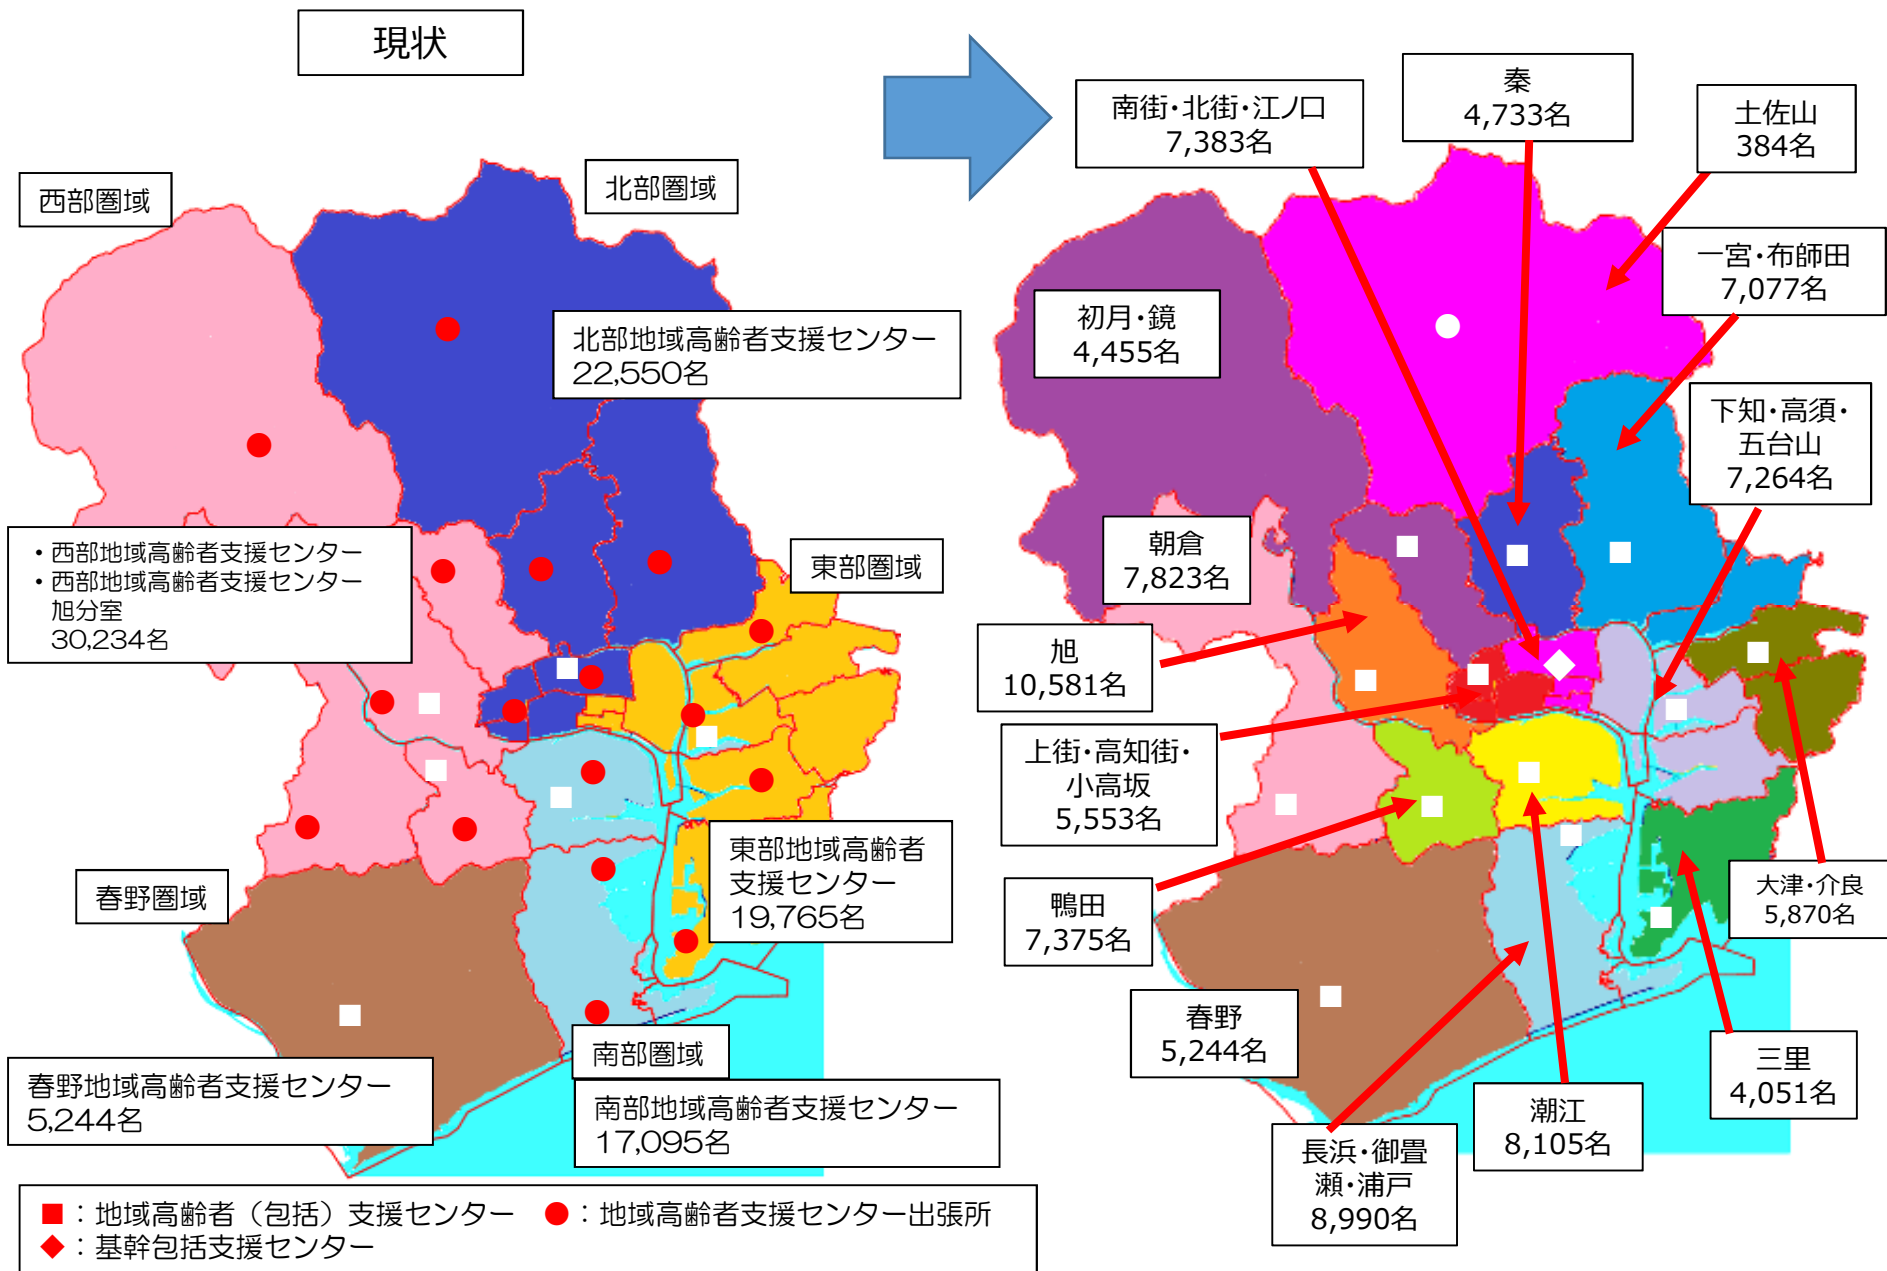 現状
西部圏域
北部圏域
北部地域高齢者支援センター
22,550名
・西部地域高齢者支援センター
・西部地域高齢者支援センター
旭分室
30,234名
東部圏域
東部地域高齢者
支援センター
19,765名
春野圏域
春野地域高齢者支援センター
5,244名
南部圏域
南部地域高齢者支援センター
17,095名
■：地域高齢者（包括）支援センター ●：地域高齢者支援センター出張所
◆：基幹包括支援センター
南街・北街・江ノ口
7,383名
秦
4,733名
土佐山
384名
一宮・布師田
7,077名
初月・鏡
4,455名
下知・高須・
五台山
7,264名
朝倉
7,823名
旭
10,581名
上街・高知街・
小高坂
5,553名
鴨田
7,375名
大津・介良
5,870名
春野
5,244名
三里
4,051名
潮江
8,105名
長浜・御畳
瀬・浦戸
8,990名